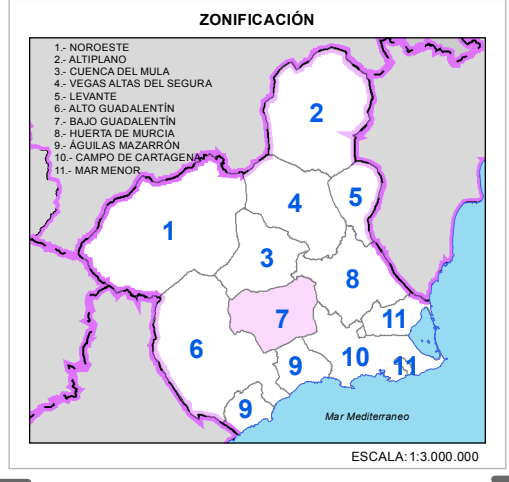 ZONIFICACIÓN
1.- NOROESTE
2.- ALTIPLANO
3.- CUENCA DEL MULA
4.- VEGAS ALTAS DEL SEGURA
5.- LEVANTE
6.- ALTO GUADALENTÍN
7.- BAJO GUADALENTÍN
8.- HUERTA DE MURCIA
9.- ÁGUILAS MAZARRÓN
10.- CAMPO DE CARTAGENA
11.- MAR MENOR
2
5
4
1
3
8
7
11
6
9
10
11
9
Mar Mediterraneo
ESCALA: 1:3.000.000